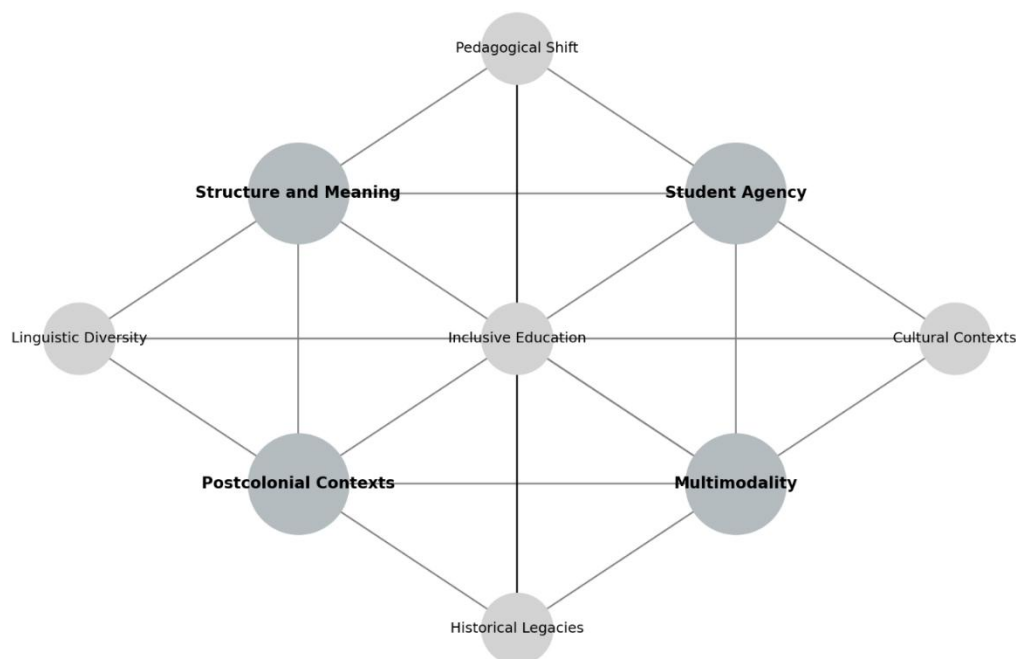 Pedagogical Shift
Structure and Meaning
Student Agency
Linguistic Diversity
Inclusive Education
Cultural Contexts
Postcolonial Contexts
Multimodality
Historical Legacies